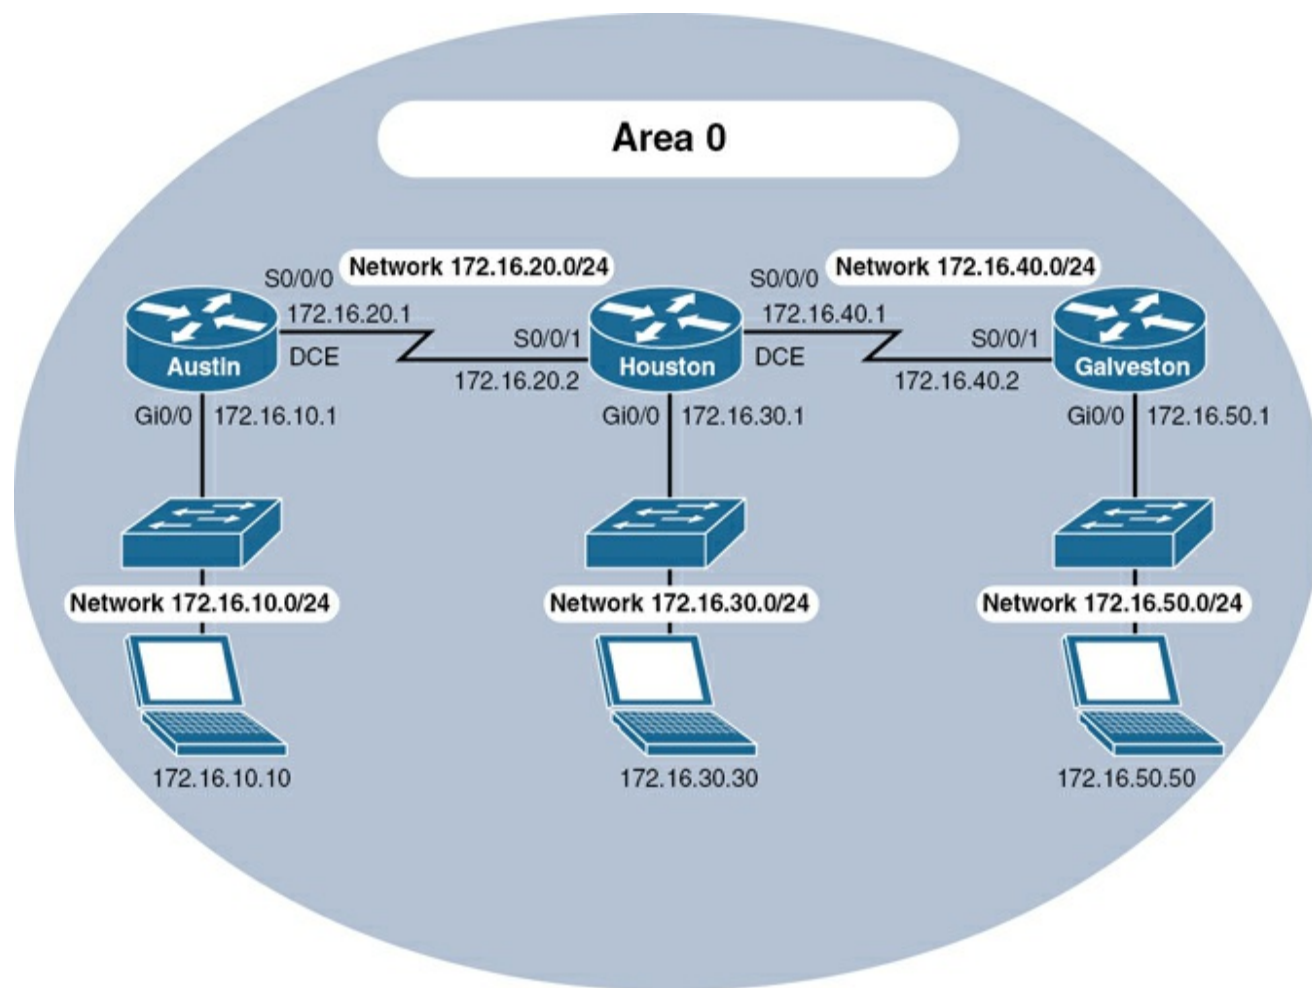 Area 0
Network 172.16.20.0/24
Network 172.16.40.0/24
S0/0/0
S0/0/0
172.16.20.1
172.16.40.1
S0/0/1
S0/0/1
Austin
DCE
Houston
DCE
Galveston
172.16.20.2
172.16.40.2
Gi0/0
172.16.10.1
Gi0/0
172.16.30.1
Gi0/0
172.16.50.1
Network 172.16.10.0/24
Network 172.16.30.0/24
Network 172.16.50.0/24
172.16.10.10
172.16.30.30
172.16.50.50